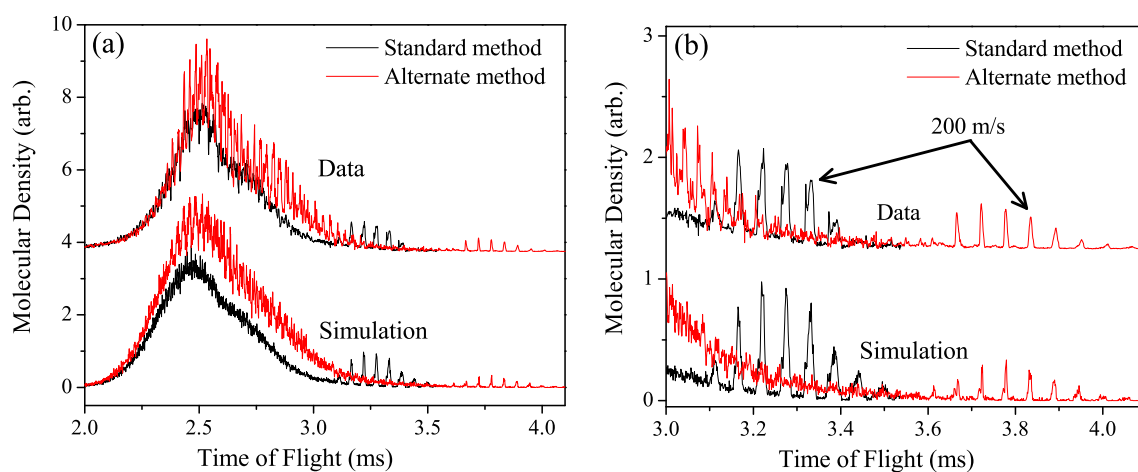 (a)
Standard method
Alternate method
Data
Simulation
10
8
6
4
2
0
Molecular Density (arb.)
2.0 2.5 3.0 3.5 4.0
Time of Flight (ms)
(b)
Standard method
Alternate method
200 m/s
Data
Simulation
3
2
1
0
Molecular Density (arb.)
3.0 3.2 3.4 3.6 3.8 4.0
Time of Flight (ms)